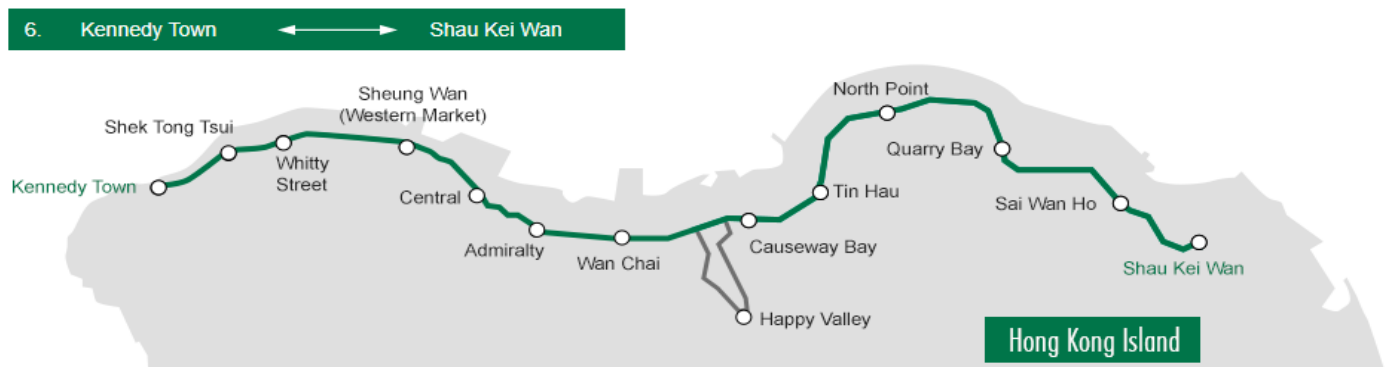 6. Kennedy Town Shau Kei Wan
Sheung Wan
(Western Market)
Shek Tong Tsui
Whitty
Street
Kennedy Town
Central
Admiralty
Wan Chai
Causeway Bay
Happy Valley
Tin Hau
North Point
Quarry Bay
Sai Wan Ho
Shau Kei Wan
Hong Kong Island